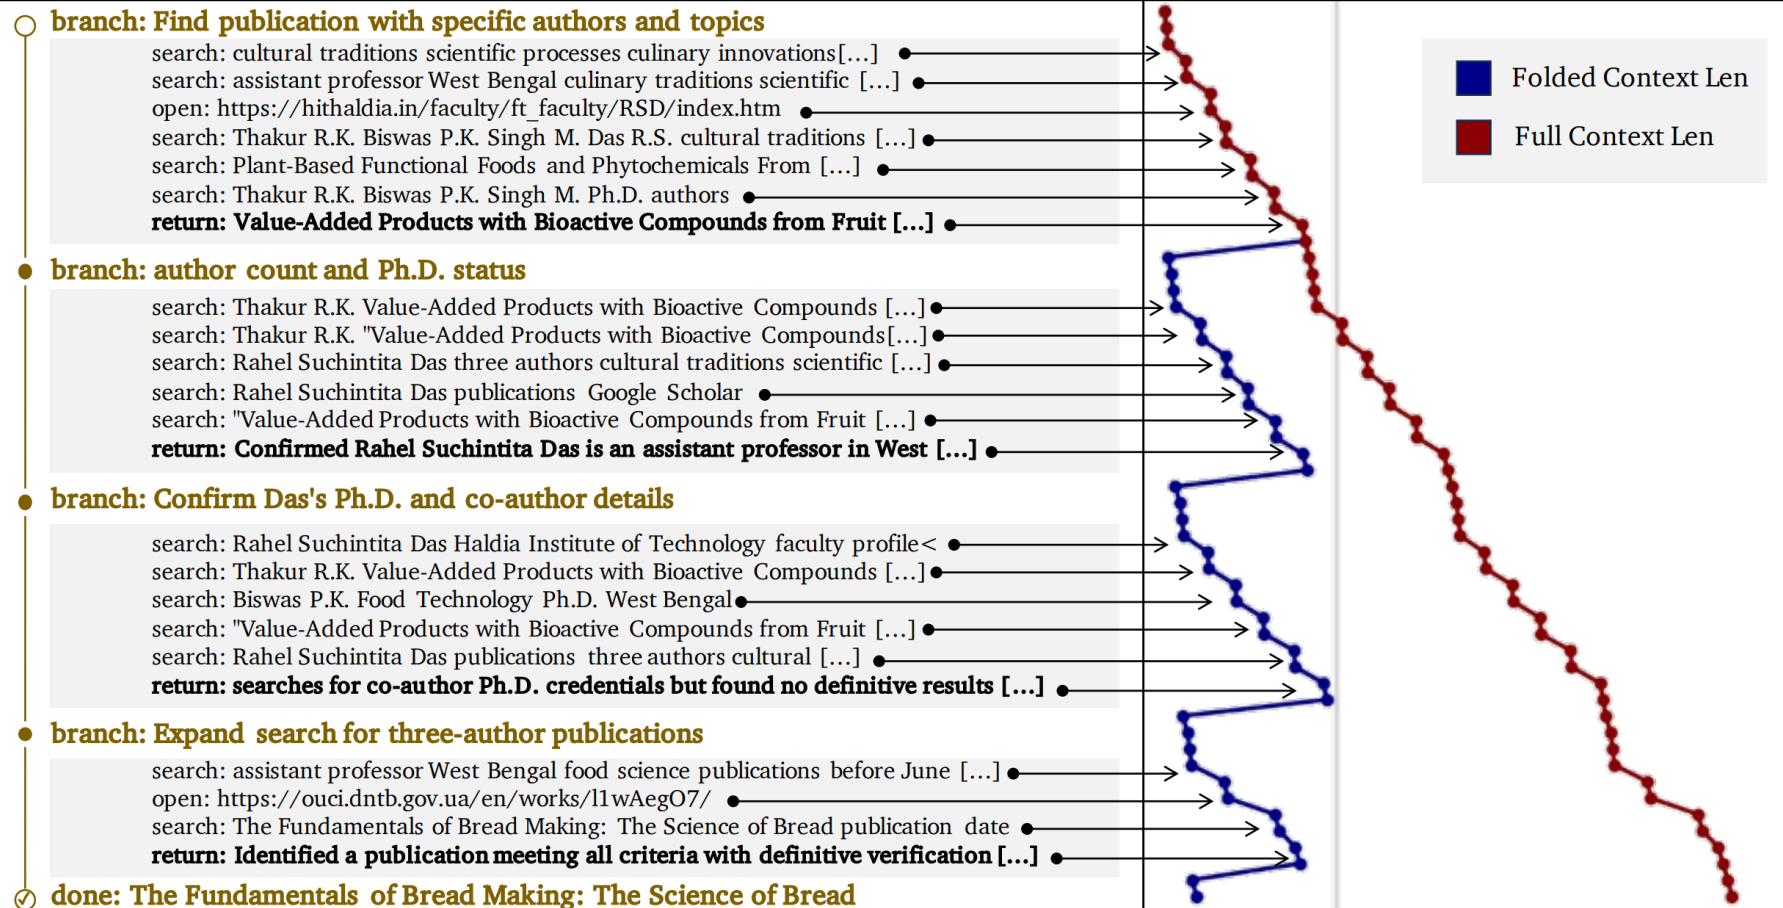 branch: Find publication with specific authors and topics
search: cultural traditions scientific processes culinary innovations[...]
search: assistant professor West Bengal culinary traditions scientific [...]
open: https://hithaldia.in/faculty/ft_faculty/RSD/index.htm
search: Thakur R.K. Biswas P.K. Singh M. Das R.S. cultural traditions [...]
search: Plant-Based Functional Foods and Phytochemicals From [...]
search: Thakur R.K. Biswas P.K. Singh M. Ph.D. authors
return: Value-Added Products with Bioactive Compounds from Fruit [...]
branch: author count and Ph.D. status
search: Thakur R.K. Value-Added Products with Bioactive Compounds [...]
search: Thakur R.K. "Value-Added Products with Bioactive Compounds[...]
search: Rahel Suchintita Das three authors cultural traditions scientific [...]
search: Rahel Suchintita Das publications Google Scholar
search: "Value-Added Products with Bioactive Compounds from Fruit [...]
return: Confirmed Rahel Suchintita Das is an assistant professor in West [...]
branch: Confirm Das's Ph.D. and co-author details
search: Rahel Suchintita Das Haldia Institute of Technology faculty profile<
search: Thakur R.K. Value-Added Products with Bioactive Compounds [...]
search: Biswas P.K. Food Technology Ph.D. West Bengal
search: "Value-Added Products with Bioactive Compounds from Fruit [...]
search: Rahel Suchintita Das publications three authors cultural [...]
return: searches for co-author Ph.D. credentials but found no definitive results [...]
branch: Expand search for three-author publications
search: assistant professor West Bengal food science publications before June [...]
open: https://ouci.dntb.gov.ua/en/works/l1wAegO7/
search: The Fundamentals of Bread Making: The Science of Bread publication date
return: Identified a publication meeting all criteria with definitive verification [...]
done: The Fundamentals of Bread Making: The Science of Bread
Folded Context Len
Full Context Len